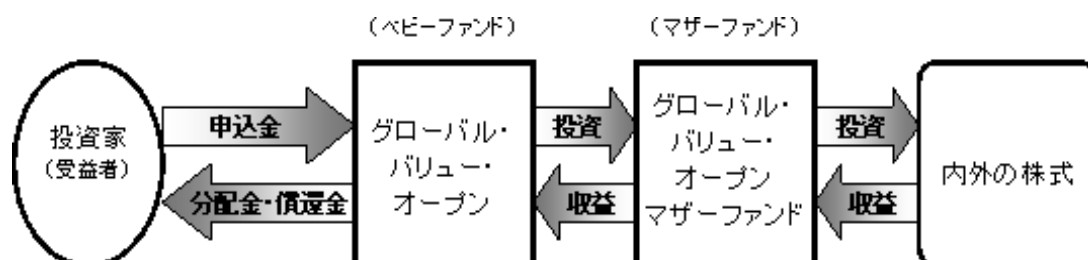 （ベビーファンド）
（マザーファンド）
投資家
（受益者）
申込金
分配金・償還金
グローバル・
バリュー・
オープン
投資
収益
グローバル・
バリュー・
オープン
マザーファンド
投資
収益
内外の株式